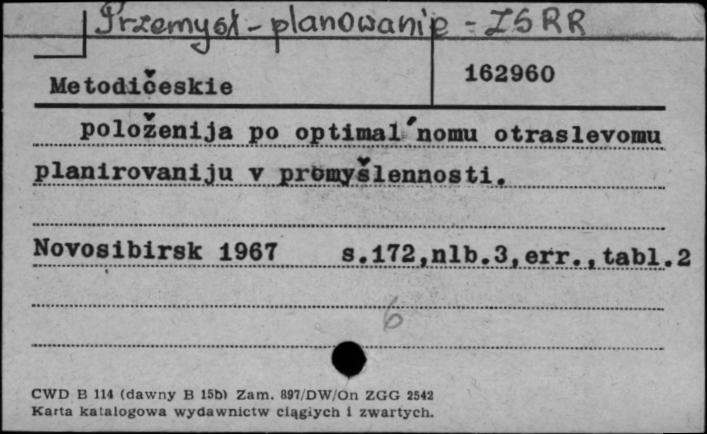 Przemysł - planowanie - ZSRR
Metodičeskie 162960
položenija po optimal'nomu otraslevomu
planirovaniju v promyšlennosti.
Novosibirsk 1967 s.172,nlb.3,err.,tabl.2
6
CWD B 114 (dawny B 15b) Zam. 897/DW/On ZGG 2542
Karta katalogowa wydawnictw ciągłych i zwartych.